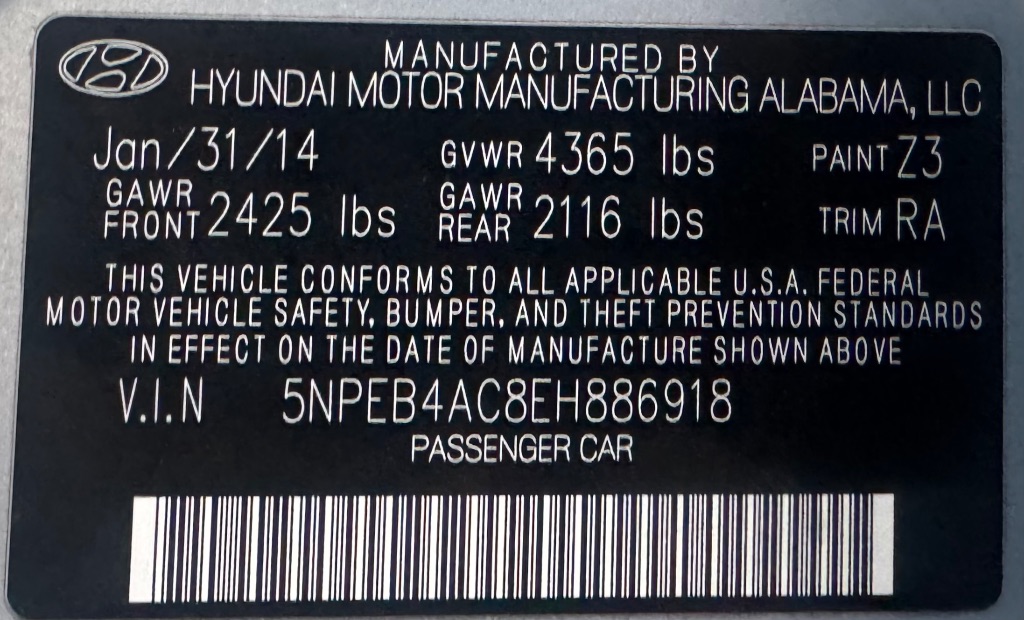 MANUFACTURED BY
HYUNDAI MOTOR MANUFACTURING ALABAMA, LLC
Jan/31/14 GVWR 4365 lbs PAINT Z3
GAWR FRONT 2425 lbs GAWR REAR 2116 lbs TRIM RA
THIS VEHICLE CONFORMS TO ALL APPLICABLE U.S.A. FEDERAL
MOTOR VEHICLE SAFETY, BUMPER, AND THEFT PREVENTION STANDARDS
IN EFFECT ON THE DATE OF MANUFACTURE SHOWN ABOVE
V.I.N 5NPEB4AC8EH886918
PASSENGER CAR